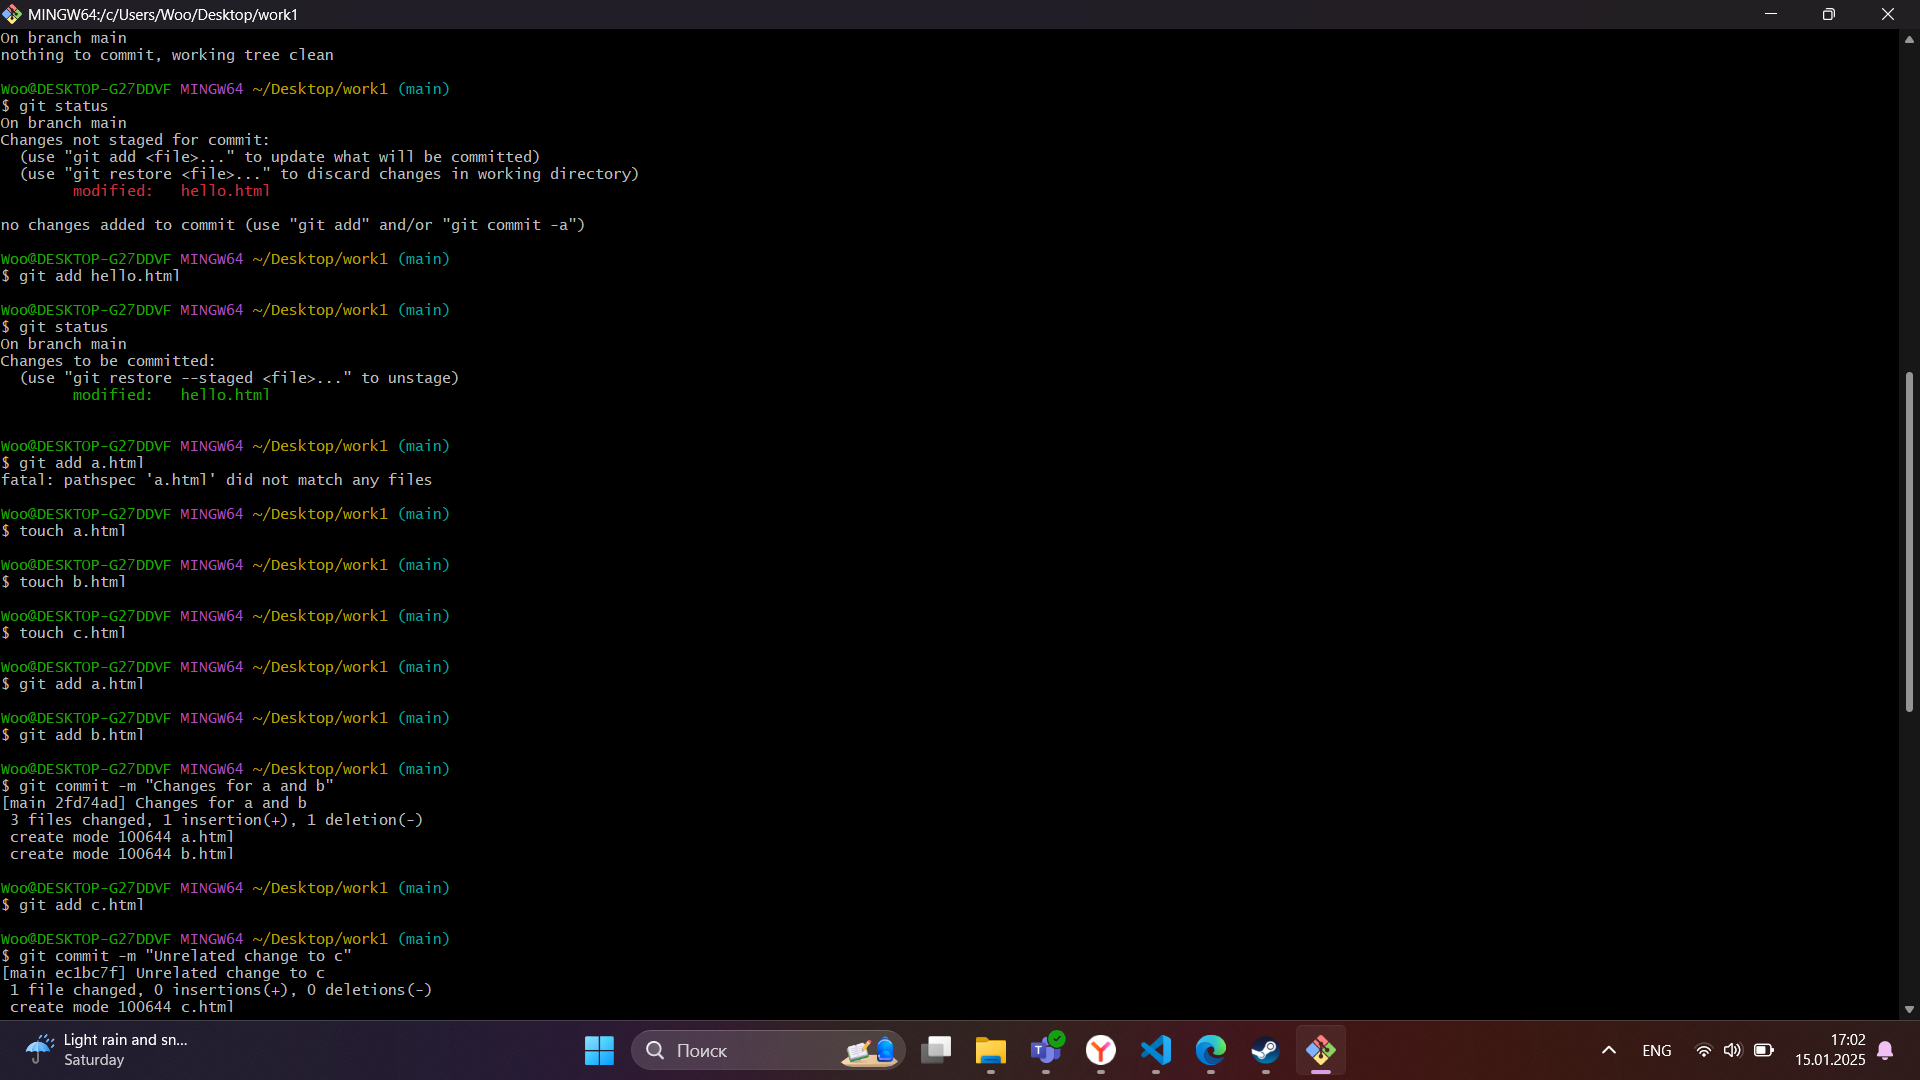 MINGW64:/c/Users/Woo/Desktop/work1
On branch main
nothing to commit, working tree clean
Woo@DESKTOP-G27DDVF MINGW64 ~/Desktop/work1 (main)
$ git status
On branch main
Changes not staged for commit:
  (use "git add <file>..." to update what will be committed)
  (use "git restore <file>..." to discard changes in working directory)
        modified:   hello.html
no changes added to commit (use "git add" and/or "git commit -a")
Woo@DESKTOP-G27DDVF MINGW64 ~/Desktop/work1 (main)
$ git add hello.html
Woo@DESKTOP-G27DDVF MINGW64 ~/Desktop/work1 (main)
$ git status
On branch main
Changes to be committed:
  (use "git restore --staged <file>..." to unstage)
        modified:   hello.html
Woo@DESKTOP-G27DDVF MINGW64 ~/Desktop/work1 (main)
$ git add a.html
fatal: pathspec 'a.html' did not match any files
Woo@DESKTOP-G27DDVF MINGW64 ~/Desktop/work1 (main)
$ touch a.html
Woo@DESKTOP-G27DDVF MINGW64 ~/Desktop/work1 (main)
$ touch b.html
Woo@DESKTOP-G27DDVF MINGW64 ~/Desktop/work1 (main)
$ touch c.html
Woo@DESKTOP-G27DDVF MINGW64 ~/Desktop/work1 (main)
$ git add a.html
Woo@DESKTOP-G27DDVF MINGW64 ~/Desktop/work1 (main)
$ git add b.html
Woo@DESKTOP-G27DDVF MINGW64 ~/Desktop/work1 (main)
$ git commit -m "Changes for a and b"
[main 2fd74ad] Changes for a and b
 3 files changed, 1 insertion(+), 1 deletion(-)
 create mode 100644 a.html
 create mode 100644 b.html
Woo@DESKTOP-G27DDVF MINGW64 ~/Desktop/work1 (main)
$ git add c.html
Woo@DESKTOP-G27DDVF MINGW64 ~/Desktop/work1 (main)
$ git commit -m "Unrelated change to c"
[main ec1bc7f] Unrelated change to c
 1 file changed, 0 insertions(+), 0 deletions(-)
 create mode 100644 c.html
Light rain and sn...
Saturday
Поиск
ENG
17:02
15.01.2025